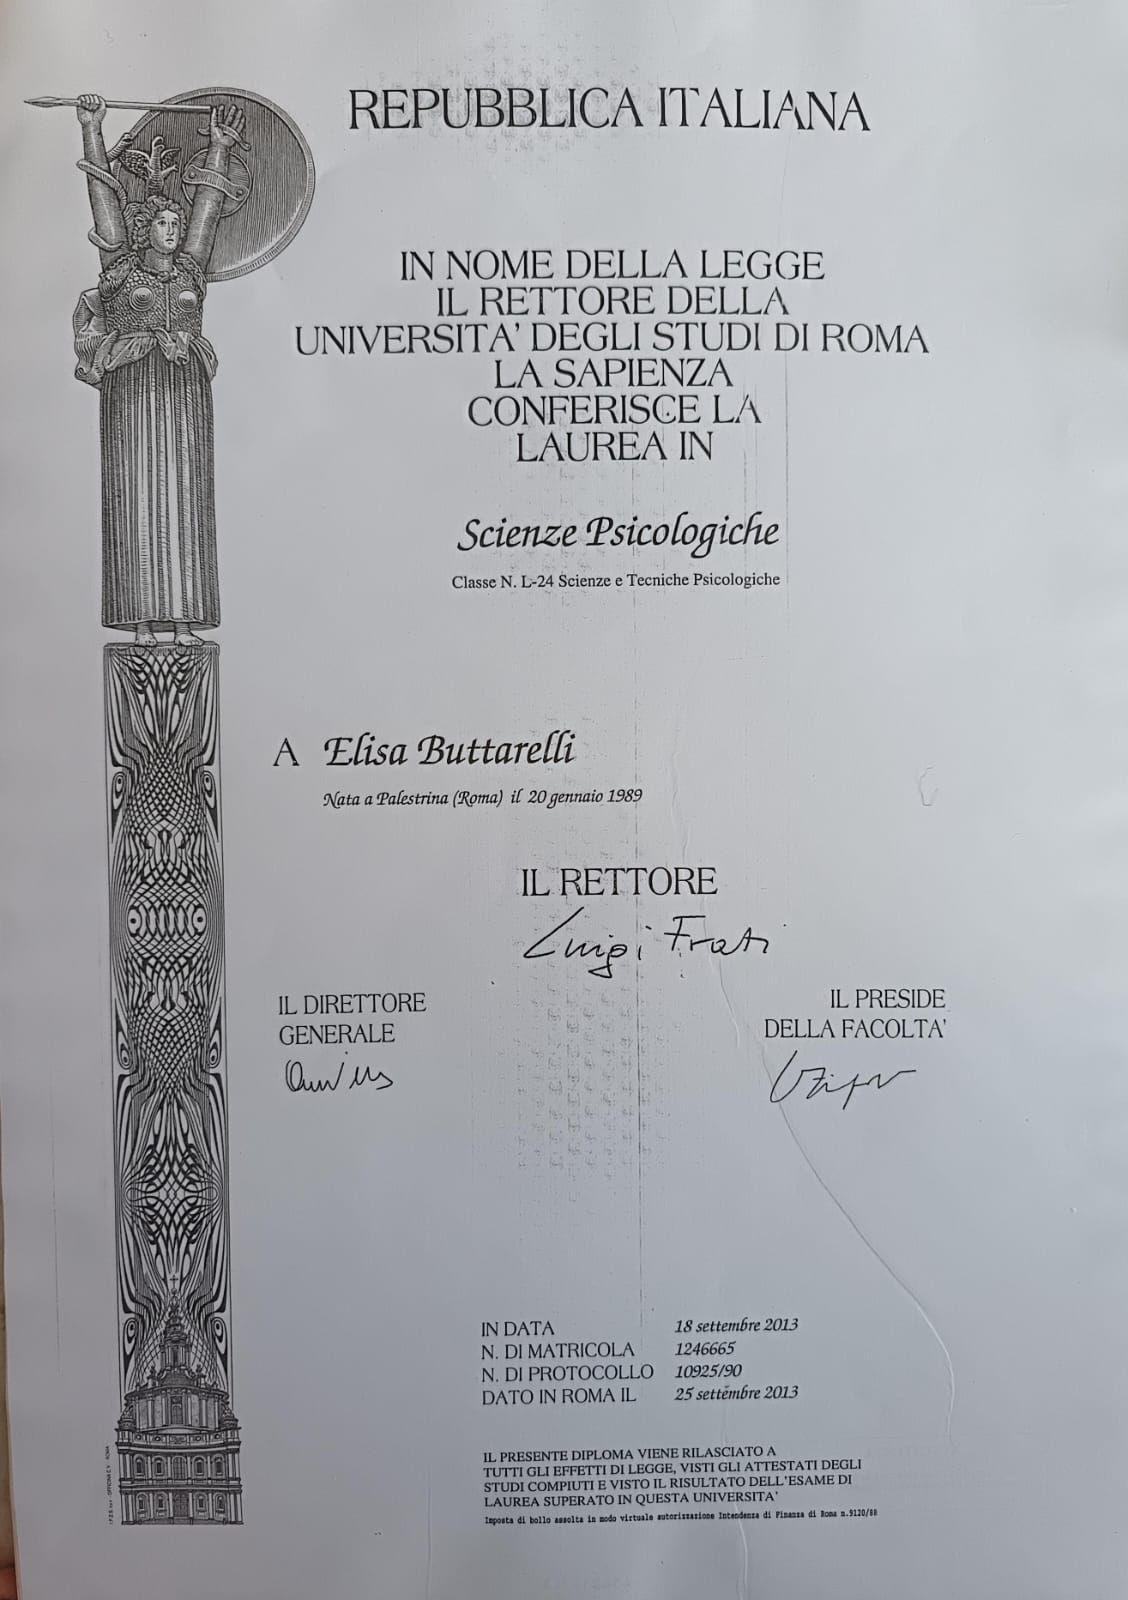 REPUBBLICA ITALIANA
IN NOME DELLA LEGGE
IL RETTORE DELLA
UNIVERSITA' DEGLI STUDI DI ROMA
LA SAPIENZA
CONFERISCE LA
LAUREA IN
Scienze Psicologiche
Classe N. L-24 Scienze e Tecniche Psicologiche
A Elisa Buttarelli
Nata a Palestrina (Roma) il 20 gennaio 1989
IL RETTORE
Luigi Frati
IL DIRETTORE
GENERALE
IL PRESIDE
DELLA FACOLTA'
IN DATA 18 settembre 2013
N. DI MATRICOLA 1246665
N. DI PROTOCOLLO 10925/90
DATO IN ROMA IL 25 settembre 2013
IL PRESENTE DIPLOMA VIENE RILASCIATO A
TUTTI GLI EFFETTI DI LEGGE, VISTI GLI ATTESTATI DEGLI
STUDI COMPIUTI E VISTO IL RISULTATO DELL'ESAME DI
LAUREA SUPERATO IN QUESTA UNIVERSITA'
Imposta di bollo assolta in modo virtuale autorizzazione Intendenza di Finanza di Roma n.9120/88